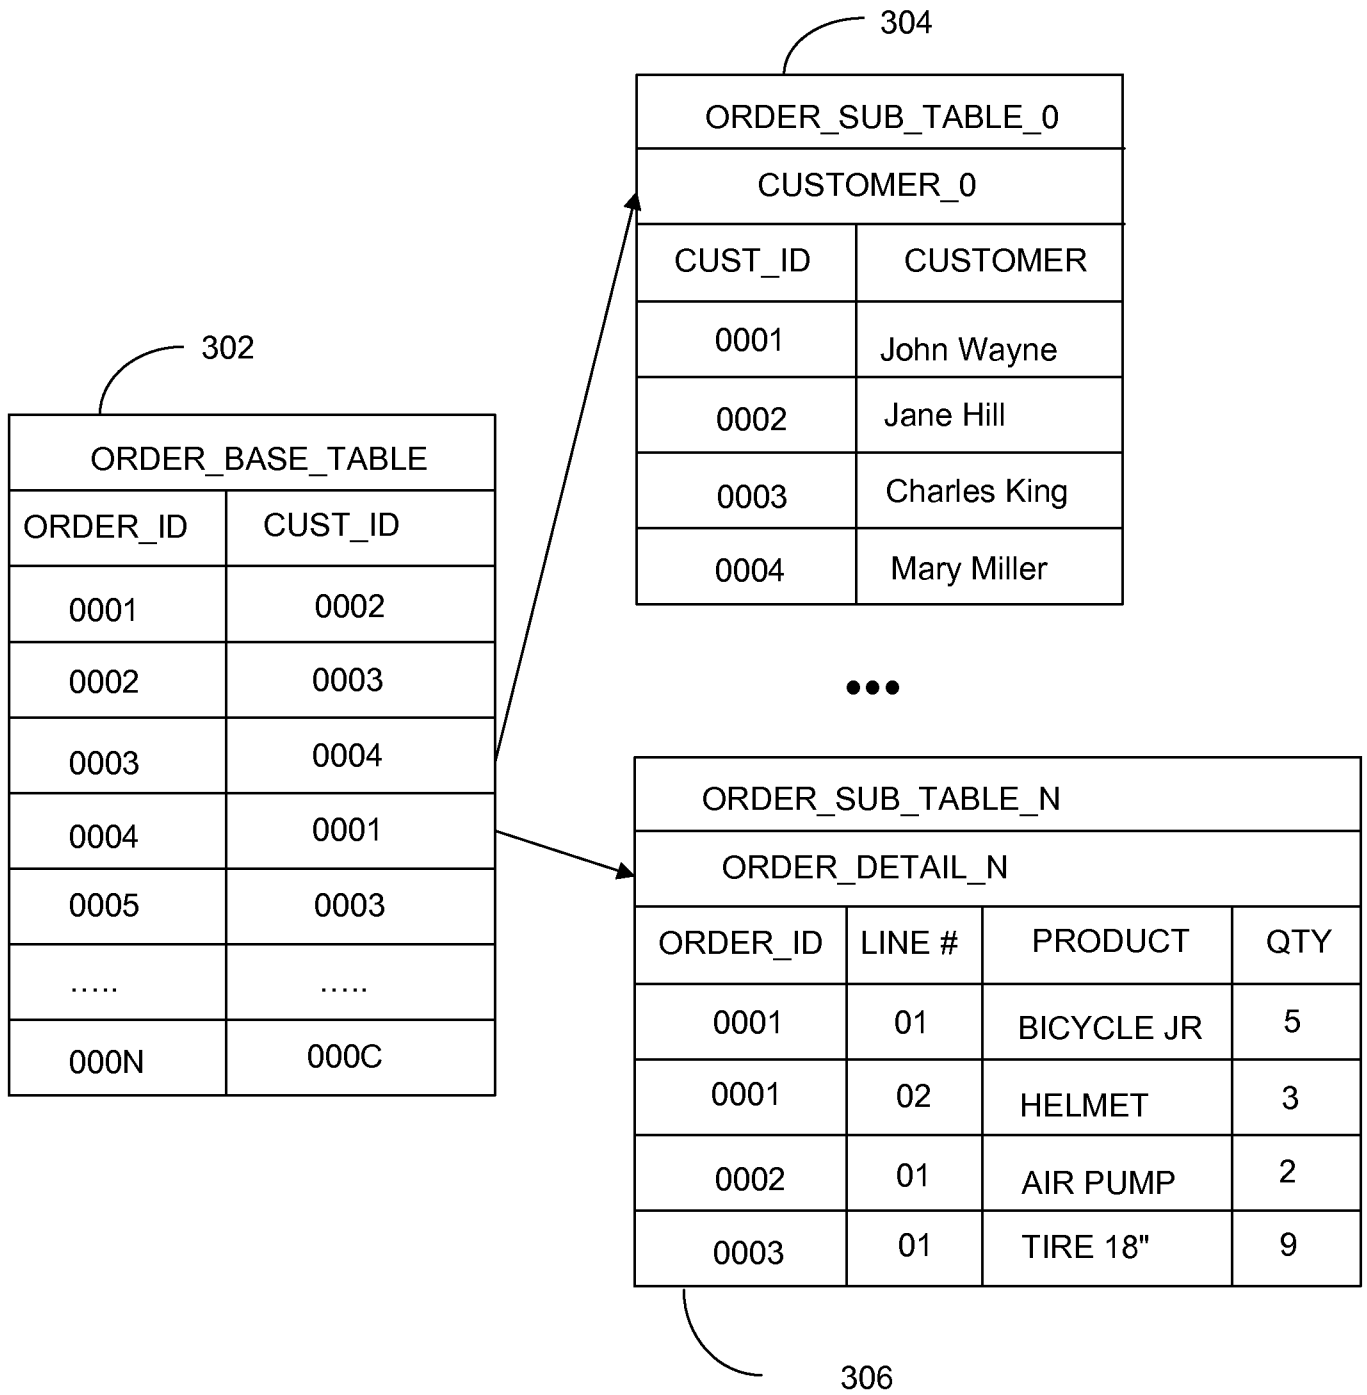 304
ORDER_SUB_TABLE_0
CUSTOMER_0
CUST_ID CUSTOMER
0001 John Wayne
0002 Jane Hill
0003 Charles King
0004 Mary Miller
302
ORDER_BASE_TABLE
ORDER_ID CUST_ID
0001 0002
0002 0003
0003 0004
0004 0001
0005 0003
..... .....
000N 000C
•••
ORDER_SUB_TABLE_N
ORDER_DETAIL_N
ORDER_ID LINE # PRODUCT QTY
0001 01 BICYCLE JR 5
0001 02 HELMET 3
0002 01 AIR PUMP 2
0003 01 TIRE 18" 9
306